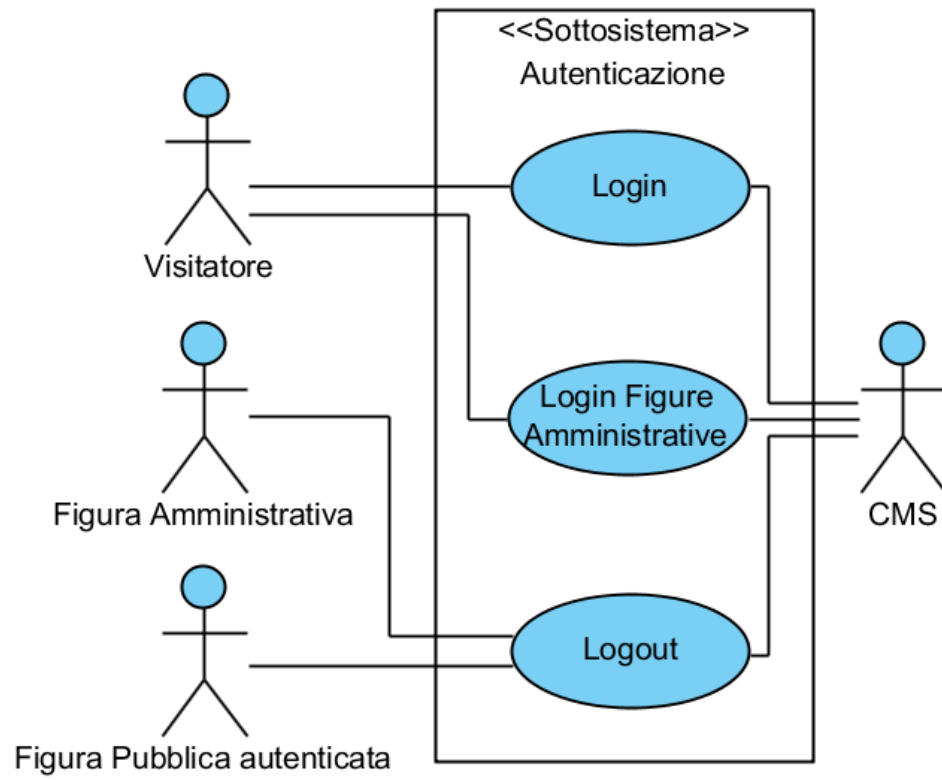 <<Sottosistema>>
Autenticazione
Visitatore
Login
Login Figure
Amministrative
Figura Amministrativa
CMS
Logout
Figura Pubblica autenticata